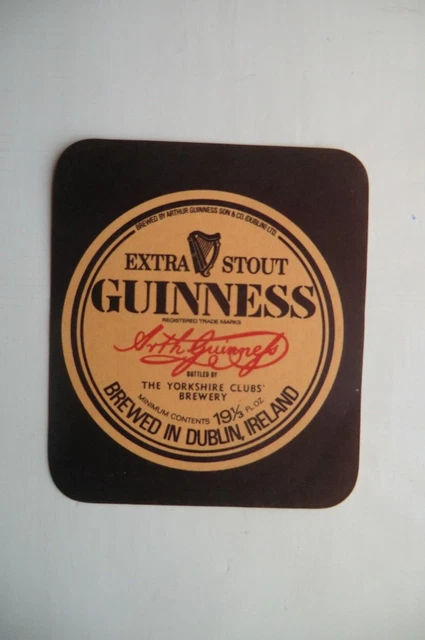 BREWED BY ARTHUR GUINNESS SON & CO. (DUBLIN) LTD.
EXTRA STOUT
GUINNESS
REGISTERED TRADE MARKS
Arth Guinness
BOTTLED BY
THE YORKSHIRE CLUBS'
BREWERY
MINIMUM CONTENTS 19⅓ FL OZ
BREWED IN DUBLIN, IRELAND